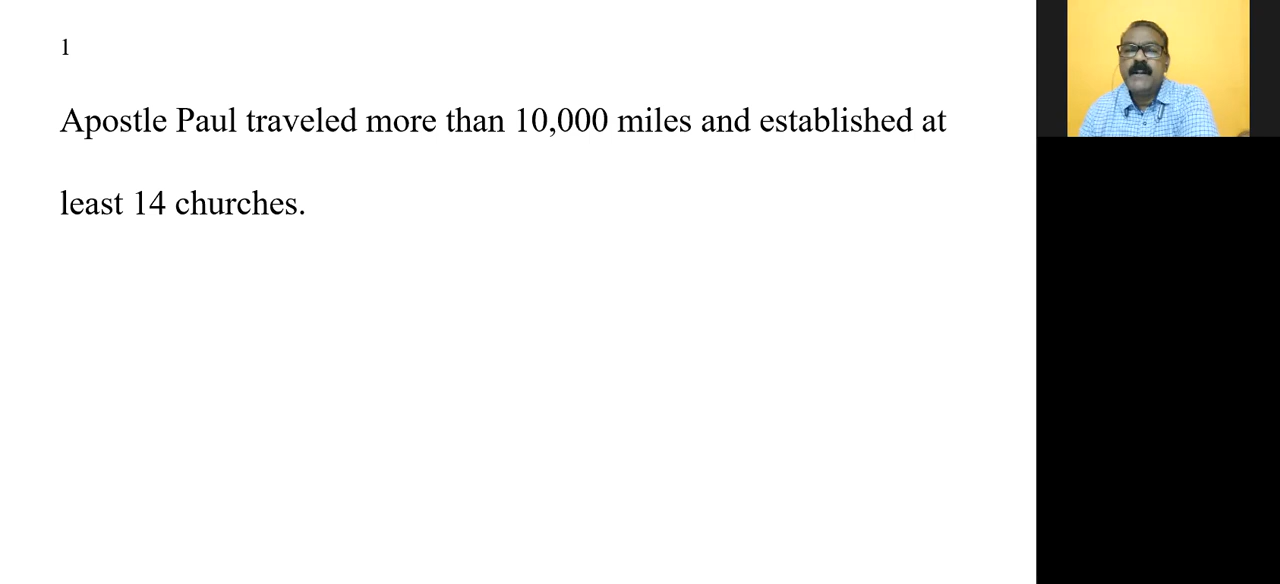 1
Apostle Paul traveled more than 10,000 miles and established at
least 14 churches.